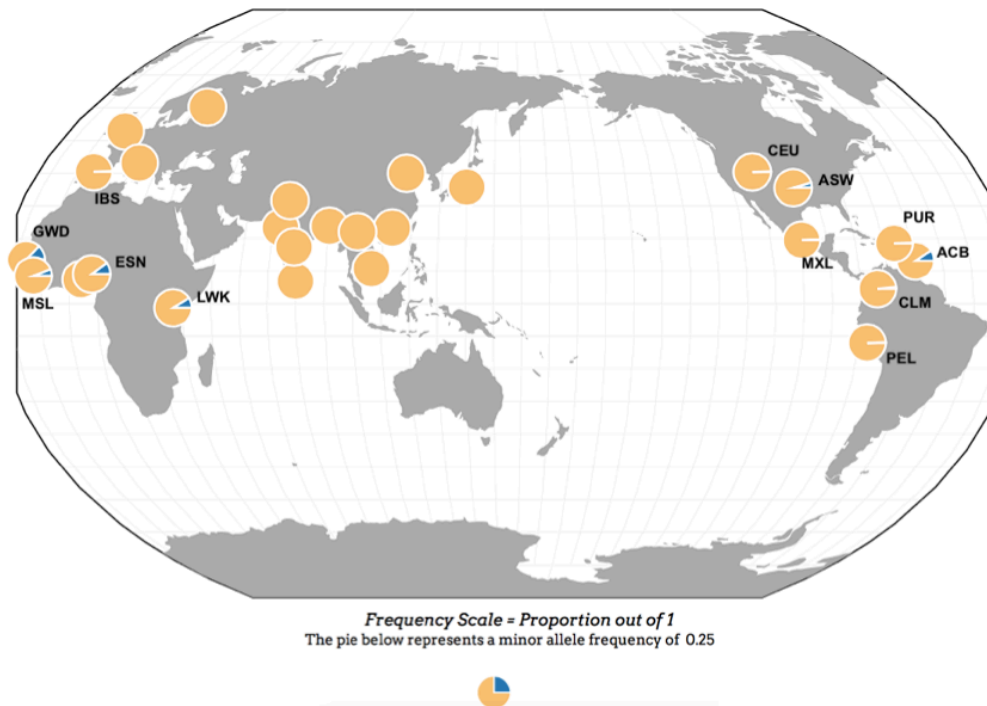 CEU
ASW
IBS
PUR
GWD
ACB
ESN
MXL
LWK
MSL
CLM
PEL
Frequency Scale = Proportion out of 1
The pie below represents a minor allele frequency of 0.25